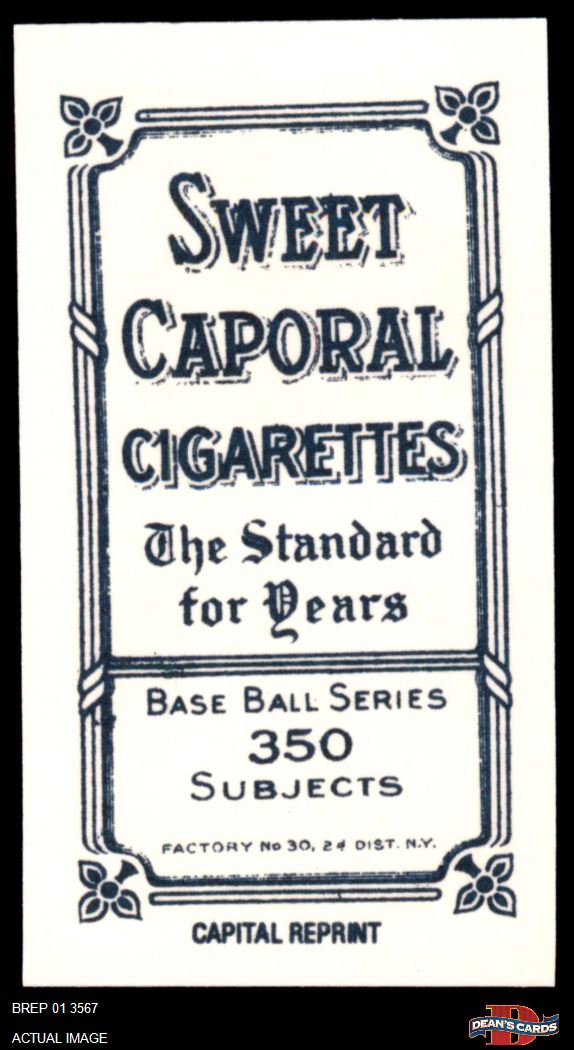 SWEET
CAPORAL
CIGARETTES
The Standard
for Years
BASE BALL SERIES
350
SUBJECTS
FACTORY No 30, 2d DIST. N.Y.
CAPITAL REPRINT
BREP 01 3567
ACTUAL IMAGE
D
DEAN'S CARDS